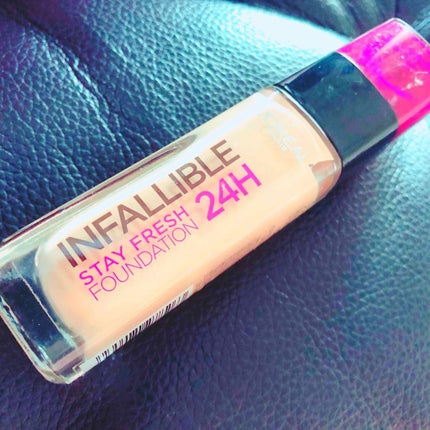 INFALLIBLE
STAY FRESH
FOUNDATION
24H